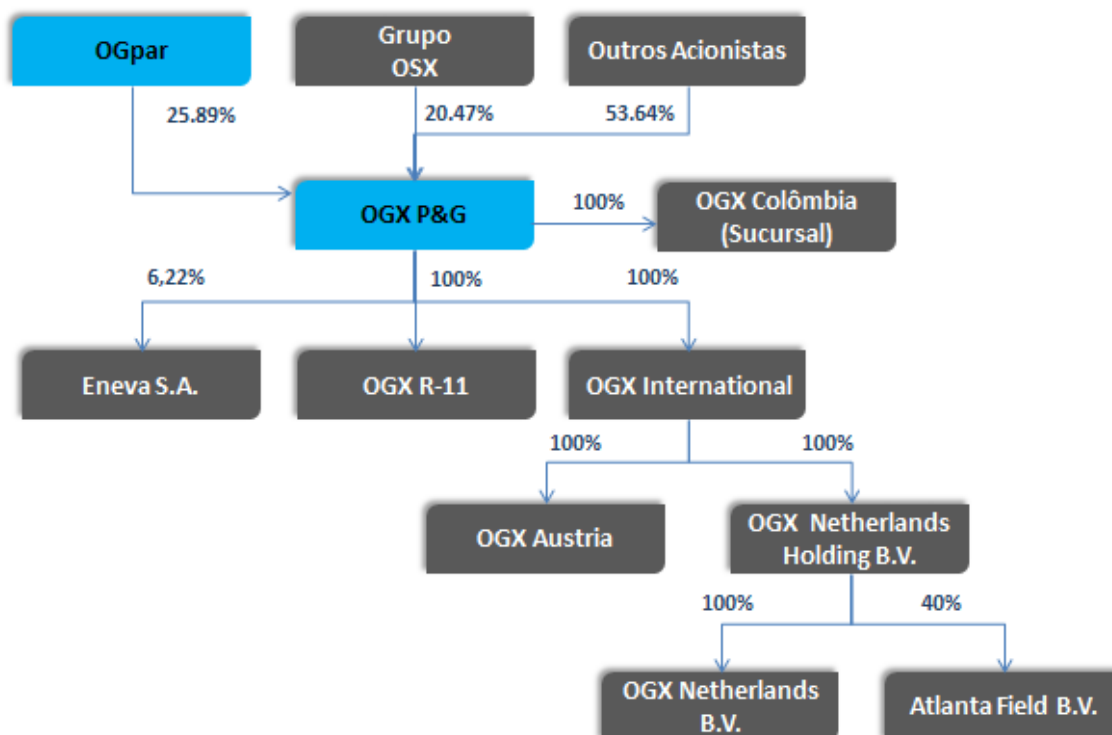 OGpar
Grupo
OSX
Outros Acionistas
25.89%
20.47%
53.64%
OGX P&G
100%
OGX Colômbia
(Sucursal)
6,22%
100%
100%
Eneva S.A.
OGX R-11
OGX International
100%
100%
OGX Austria
OGX Netherlands
Holding B.V.
100%
40%
OGX Netherlands
B.V.
Atlanta Field B.V.